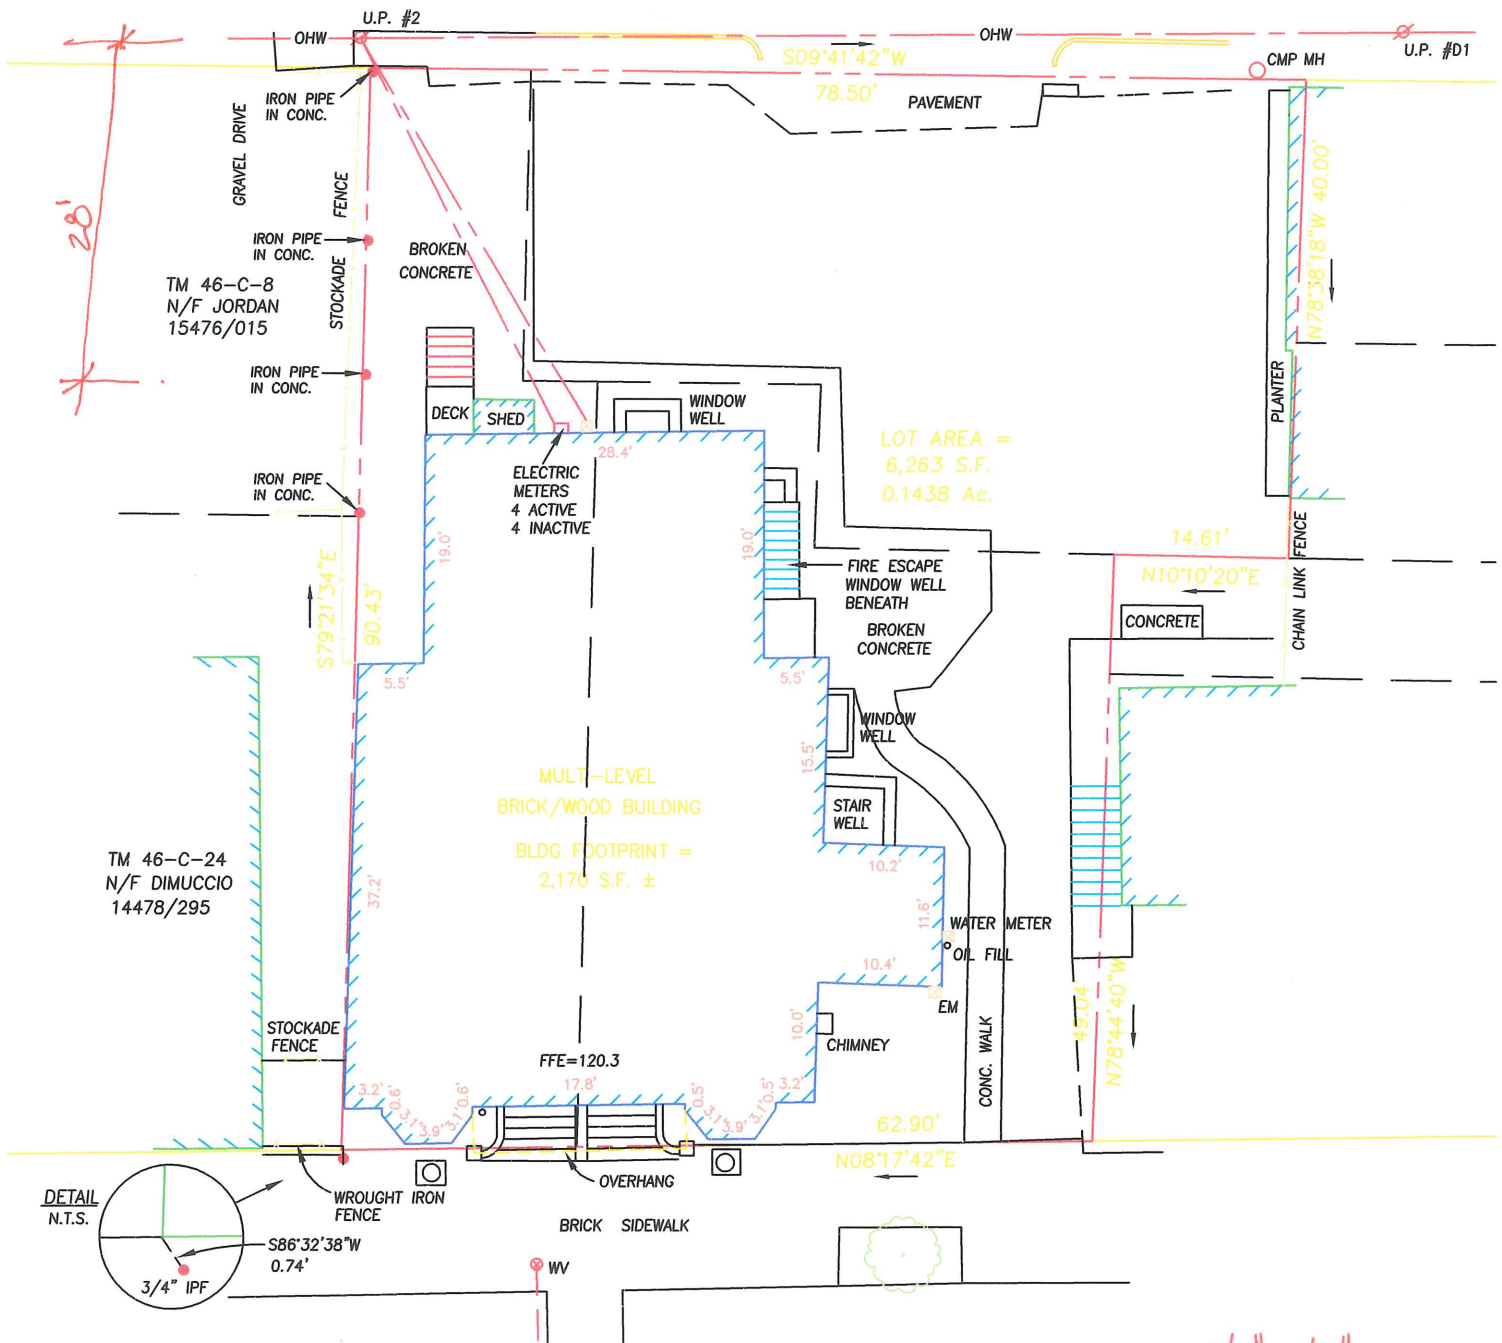 U.P. #2
OHW
OHW
U.P. #D1
S09°41'42"W
78.50'
CMP MH
IRON PIPE
IN CONC.
PAVEMENT
GRAVEL DRIVE
28'
N78°38'18"W 40.00'
STOCKADE FENCE
IRON PIPE
IN CONC.
BROKEN
CONCRETE
TM 46-C-8
N/F JORDAN
15476/015
IRON PIPE
IN CONC.
DECK
SHED
WINDOW
WELL
PLANTER
28.4'
LOT AREA =
6,263 S.F.
0.1438 Ac.
ELECTRIC
METERS
4 ACTIVE
4 INACTIVE
IRON PIPE
IN CONC.
19.0'
19.0'
14.61'
N10°10'20"E
CHAIN LINK FENCE
FIRE ESCAPE
WINDOW WELL
BENEATH
S79°21'34"E
90.43'
BROKEN
CONCRETE
CONCRETE
5.5'
5.5'
WINDOW
WELL
15.5'
MULT-LEVEL
BRICK/WOOD BUILDING
BLDG FOOTPRINT =
2,170 S.F. ±
STAIR
WELL
TM 46-C-24
N/F DIMUCCIO
14478/295
37.2'
10.2'
11.6'
WATER METER
OIL FILL
10.4'
EM
49.04
N78°44'40"W
STOCKADE
FENCE
10.0'
CHIMNEY
CONC. WALK
FFE=120.3
3.2'
0.6'
3.1'
3.9'
3.1'
0.6'
17.8'
0.5'
3.1'
3.9'
3.1'
0.5'
3.2'
62.90'
N08°17'42"E
OVERHANG
WROUGHT IRON
FENCE
BRICK SIDEWALK
DETAIL
N.T.S.
S86°32'38"W
0.74'
3/4" IPF
WV